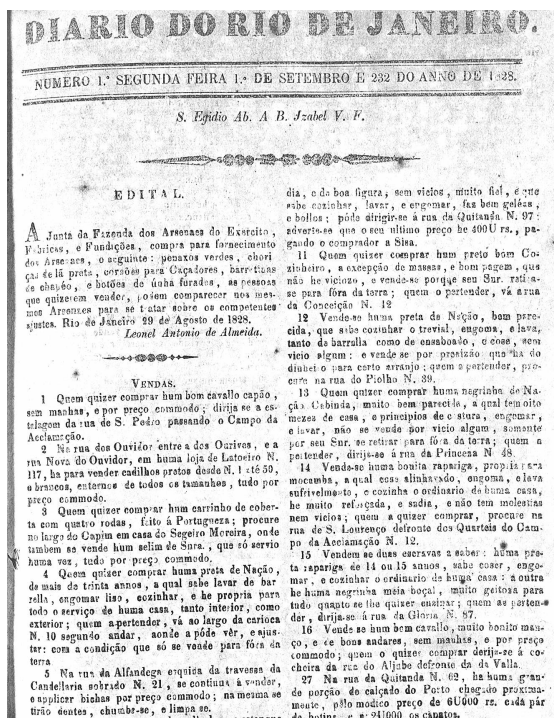 DIARIO DO RIO DE JANEIRO.
NUMERO 1.º SEGUNDA FEIRA 1.º DE SETEMBRO E 232 DO ANNO DE 1828.
S. Egidio Ab. A B. Izabel V. F.
EDITAL.
A Junta da Fazenda dos Arsenaes do Exercito,
Fabricas, e Fundições, compra para fornecimento
dos Arsenaes, o seguinte: penaxos verdes, chori
ças de lã preta, cordões para Caçadores, barretinas
de chapéo, e botões de unha furados, as pessoas
que quizerem vender, podem comparecer nos mes-
mos Arsenaes para se tratar sobre os competentes
ajustes. Rio de Janeiro 29 de Agosto de 1828.
Leonel Antonio de Almeida.
VENDAS.
1 Quem quizer comprar hum bom cavallo capão,
sem manhas, e por preço commodo; dirija se a es-
telagem da rua de S. Pedro passando o Campo da
Acclamação.
2 Na rua dos Ouvidor entre a dos Ourives, e a
rua Nova do Ouvidor, em huma loja de Latoeiro N.
117, ha para vender cadilhos pretos desde N. 1 até 50,
e brancos, enternos de todos os tamanhos, tudo por
preço commodo.
3 Quem quizer comprar hum carrinho de cober-
ta com quatro rodas, feito á Portugueza; procure
no largo do Capim em casa do Segeiro Moreira, onde
tambem se vende hum selim de Snra., que só servio
huma vez, tudo por preço commodo.
4 Quem quizer comprar huma preta de Nação,
de mais de trinta annos, a qual sabe lavar de bar
rella, engomar liso, cozinhar, e he propria para
todo o serviço de huma casa, tanto interior, como
exterior; quem a pertender, vá ao largo da carioca
N. 10 segundo andar, aonde a póde vêr, e ajus-
tar: com a condição que só se vende para fóra da
terra
5 Na rua da Alfandega esquina da travessa da
Candellaria sobrado N. 21, se continúa á vender,
e applicar bichas por preço commodo; na mesma se
tirão dentes, chumbr-se, e limpa se.
dia, e da boa figura, sem vicios, muito fiel, e que
sabe cozinhar, lavar, e engomar, faz bem geléas,
e bollos; póde dirigir-se á rua da Quitanda N. 97:
adverte-se que o seu ultimo preço he 400U rs., pa-
gando o comprador a Sisa.
11 Quem quizer comprar hum preto bom Co-
zinheiro, a excepção de massas, e bom pagem, que
não he vicioso, e vende-se porque seu Snr. retira-
se para fóra da terra; quem o pertender, vá a rua
da Conceição N. 12
12 Vende-se huma preta de Nação, bem pare-
cida, que sabe cozinhar o trevial, engoma, e lava,
tanto de barrella como de ensaboado, e cose, sem
vicio algum: e vende se por precizão que ha do
dinheiro para certo arranjo; quem a pertender, pro-
cure na rua do Piolho N. 39.
13 Quem quizer comprar huma negrinha de Na-
ção Cabinda, muito bem parecida, a qual tem oito
mezes de casa, e principios de costura, engomar,
e lavar, não se vende por vicio algum, somente
por seu Snr. se retirar para fóra da terra; quem a
pertender, dirija-se á rua da Princeza N 48.
14 Vende-se huma bonita rapariga, propria para
mocamba, a qual cose alinhavado, engoma, e lava
sufrivelmente, e cozinha o ordinario de huma casa,
he muito reforçada, e sadia, e não tem molestias
nem vicios; quem a quizer comprar, procure na
rua de S. Lourenço defronte dos Quarteis do Cam-
po da Acclamação N. 12.
15 Vendem se duas escravas a saber: huma pre-
ta rapariga de 14 ou 15 annos, sabe coser, engo-
mar, e cozinhar o ordinario de huma casa: a outra
he huma negrinha meia boçal, muito geitosa para
tudo quanto se lhe quizer ensinar; quem as perten-
der, dirija-se á rua da Gloria N. 87.
16 Vende se hum bem cavallo, muito bonito man-
ço, e de bons andares, sem manhas, e por preço
commodo; quem o quizer comprar derija-se á co-
cheira da rua do Aljube defronte da da Valla.
27 Na rua da Quitanda N. 62, ha huma gran-
de porção de calçado do Porto chegado proxima-
mente, pelo modico preço de 6U000 rs. cada pár
de botins, e a 2U000 os çapatos.